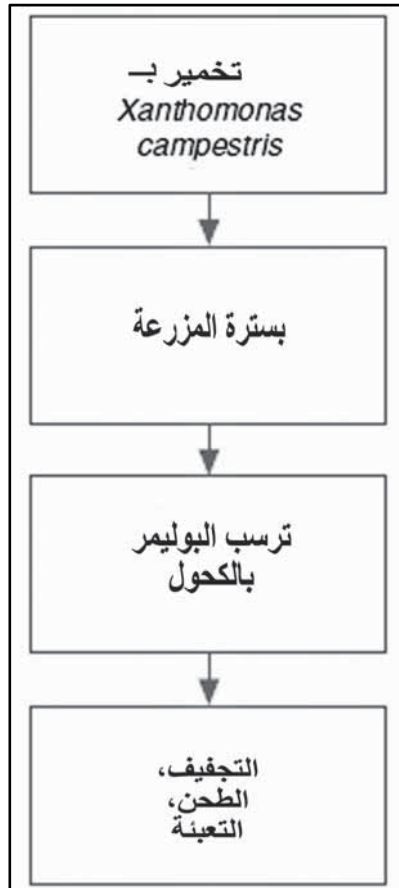 تخمير بـ
Xanthomonas
campestris
بسترة المزرعة
ترسب البوليمر
بالكحول
التجفيف،
الطحن،
التعبئة